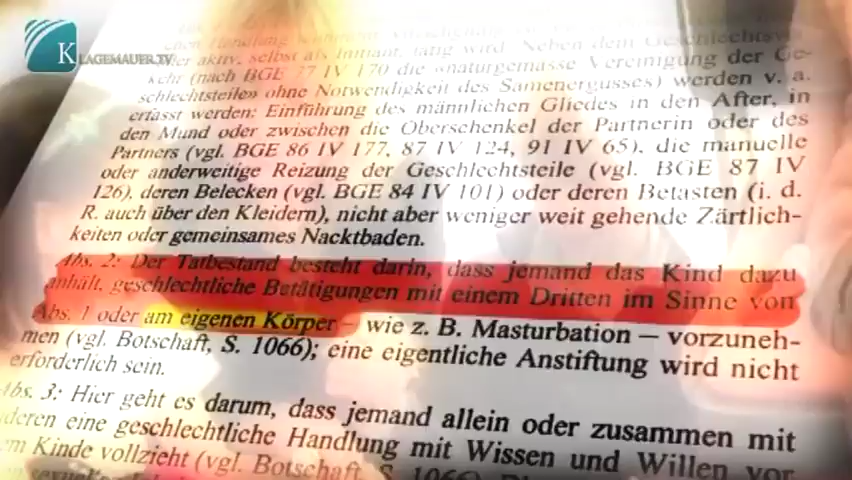 KLAGEMAUER.TV
aktiv, selbst als Initiant, tätig wird. Neben dem Geschlechtsver-
kehr (nach BGE 77 IV 170 die «naturgemasse Vereinigung der Ge-
schlechtsteile» ohne Notwendigkeit des Samenergusses) werden v. a.
erfasst werden: Einführung des männlichen Gliedes in den After, in
den Mund oder zwischen die Oberschenkel der Partnerin oder des
Partners (vgl. BGE 86 IV 177, 87 IV 124, 91 IV 65), die manuelle
oder anderweitige Reizung der Geschlechtsteile (vgl. BGE 87 IV
126), deren Belecken (vgl. BGE 84 IV 101) oder deren Betasten (i. d.
R. auch über den Kleidern), nicht aber weniger weit gehende Zärtlich-
keiten oder gemeinsames Nacktbaden.
Abs. 2: Der Tatbestand besteht darin, dass jemand das Kind dazu
anhält, geschlechtliche Betätigungen mit einem Dritten im Sinne von
Abs. 1 oder am eigenen Körper – wie z. B. Masturbation – vorzuneh-
men (vgl. Botschaft, S. 1066); eine eigentliche Anstiftung wird nicht
erforderlich sein.
Abs. 3: Hier geht es darum, dass jemand allein oder zusammen mit
deren eine geschlechtliche Handlung mit Wissen und Willen vor
Kinde vollzieht (vgl. Botschaft, S. 1066).